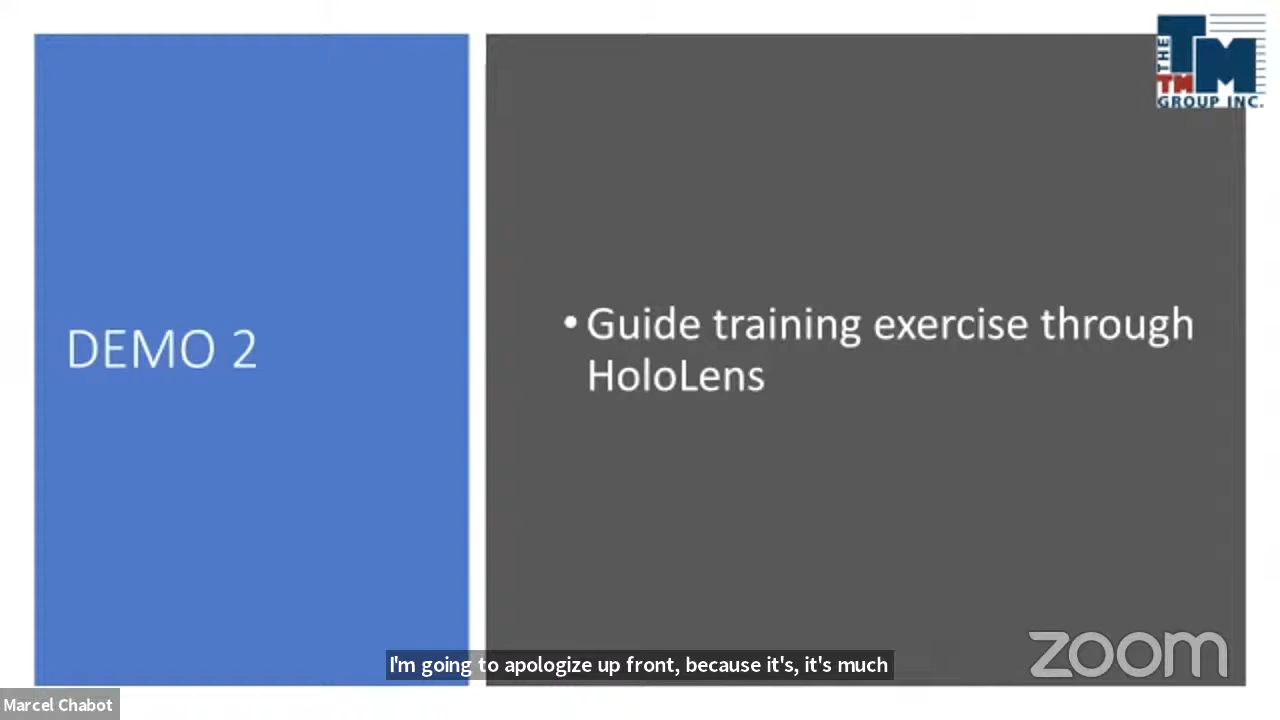 THE
TM
TM
GROUP INC.
DEMO 2
• Guide training exercise through
HoloLens
I'm going to apologize up front, because it's, it's much
zoom
Marcel Chabot